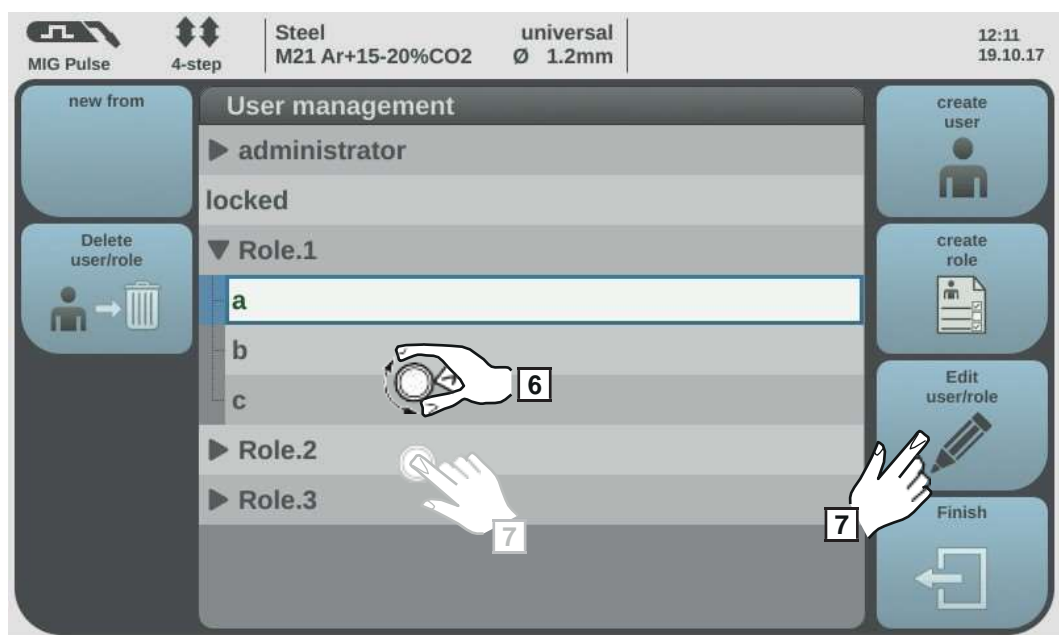 MIG Pulse
4-step
Steel
M21 Ar+15-20%CO2
universal
Ø 1.2mm
12:11
19.10.17
new from
Delete
user/role
User management
administrator
locked
Role.1
a
b
c
Role.2
Role.3
6
7
7
create
user
create
role
Edit
user/role
Finish